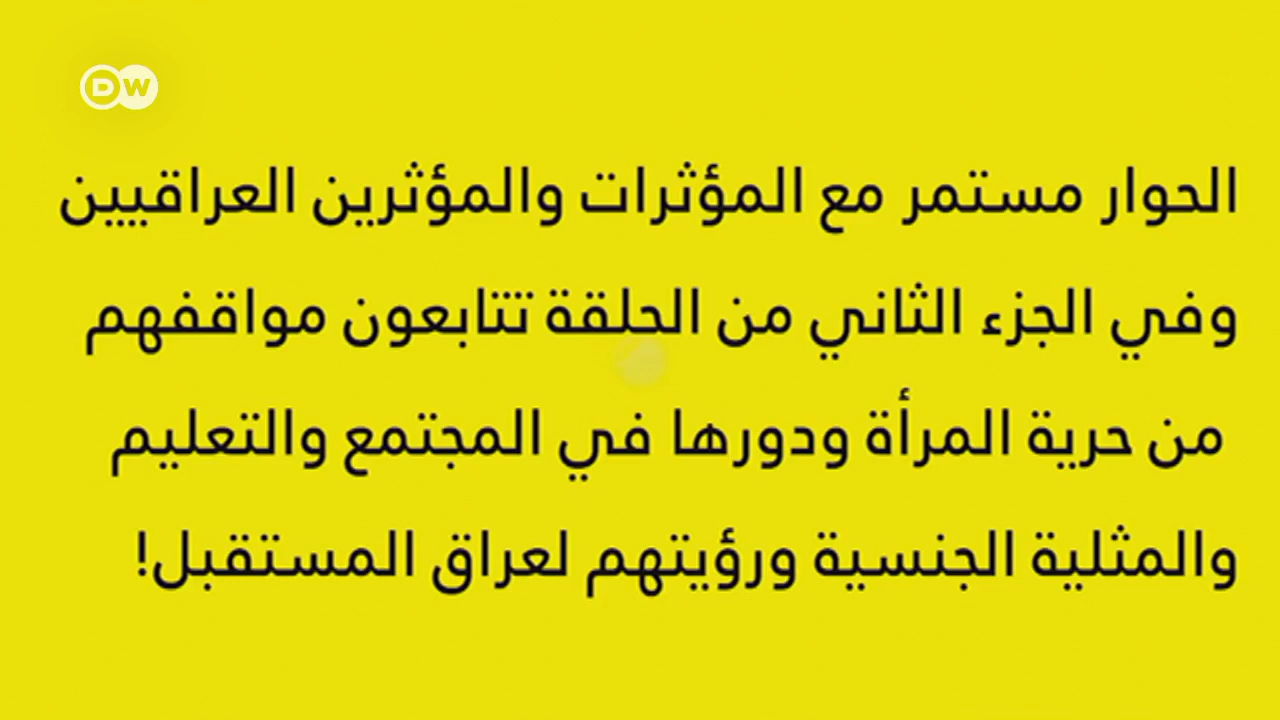 DW
الحوار مستمر مع المؤثرات والمؤثرين العراقيين
وفي الجزء الثاني من الحلقة تتابعون مواقفهم
من حرية المرأة ودورها في المجتمع والتعليم
والمثلية الجنسية ورؤيتهم لعراق المستقبل!